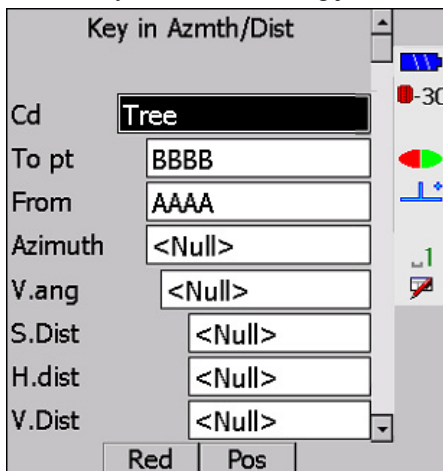 Key in Azmth/Dist
Cd Tree
To pt BBBB
From AAAA
Azimuth <Null>
V.ang <Null>
S.Dist <Null>
H.dist <Null>
V.Dist <Null>
Red Pos
-30
1